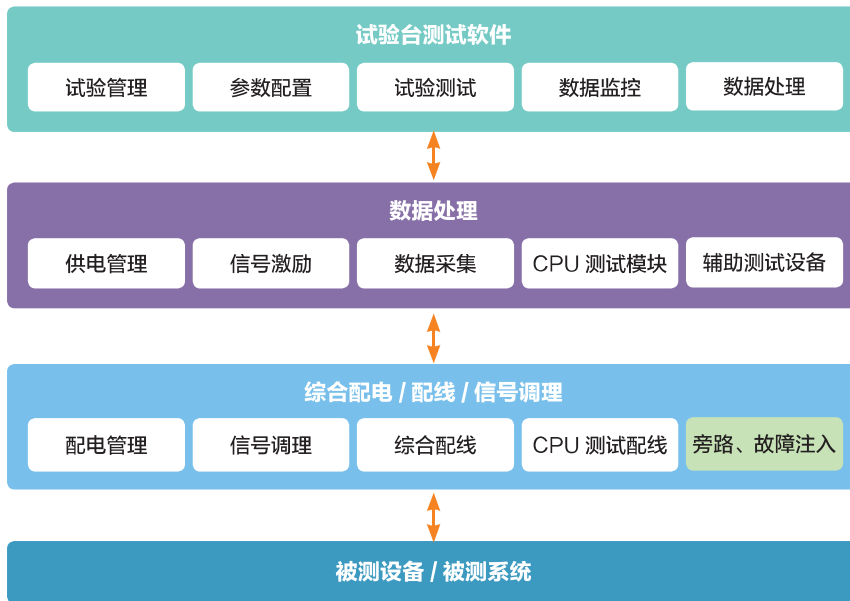 试验台测试软件
试验管理 参数配置 试验测试 数据监控 数据处理
数据处理
供电管理 信号激励 数据采集 CPU 测试模块 辅助测试设备
综合配电 / 配线 / 信号调理
配电管理 信号调理 综合配线 CPU 测试配线 旁路、故障注入
被测设备 / 被测系统